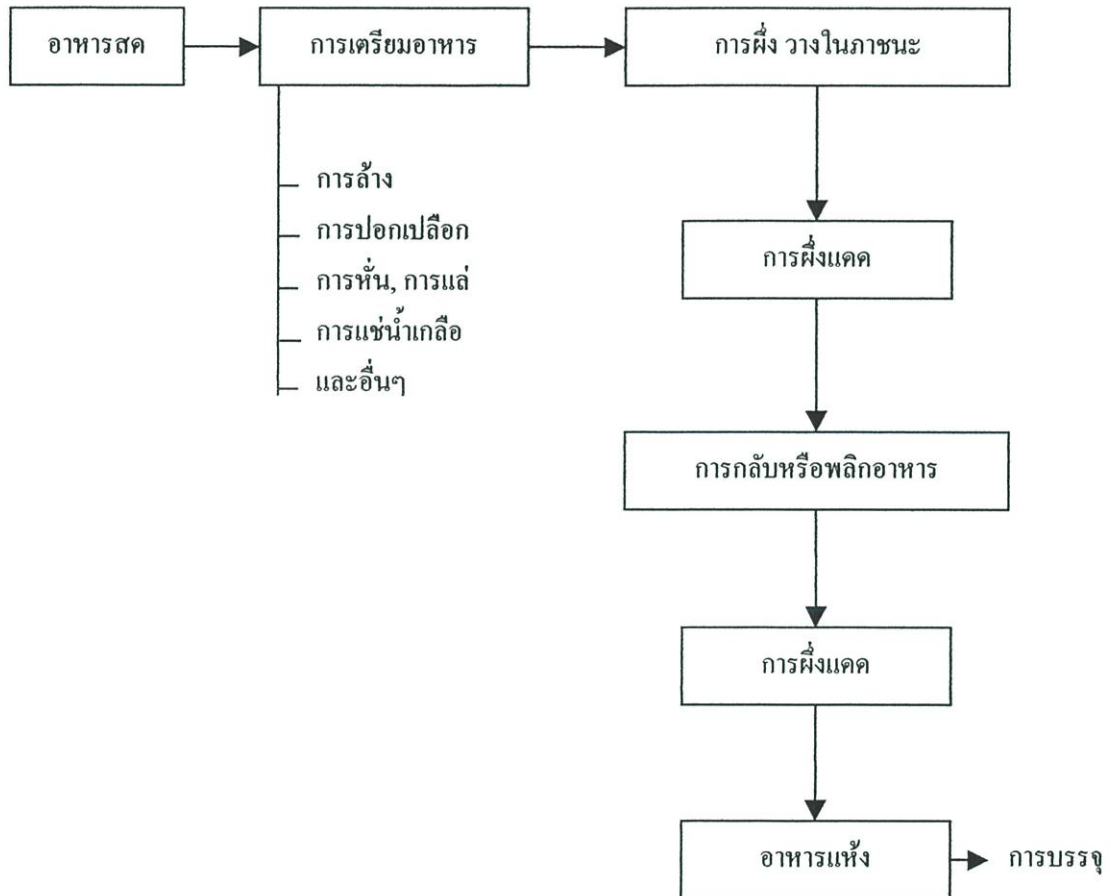 อาหารสด
การเตรียมอาหาร
การผึ่ง วางในภาชนะ
การล้าง
การปอกเปลือก
การหั่น, การแล่
การแช่น้ำเกลือ
และอื่นๆ
การผึ่งแดด
การกลับหรือพลิกอาหาร
การผึ่งแดด
อาหารแห้ง
การบรรจุ